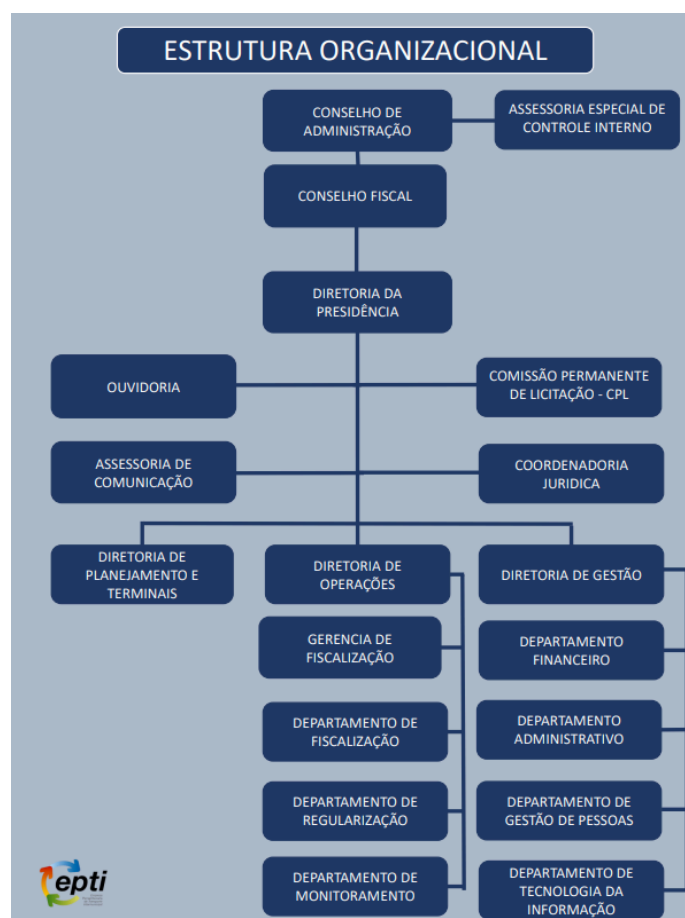 ESTRUTURA ORGANIZACIONAL
CONSELHO DE
ADMINISTRAÇÃO
ASSESSORIA ESPECIAL DE
CONTROLE INTERNO
CONSELHO FISCAL
DIRETORIA DA
PRESIDÊNCIA
OUVIDORIA
COMISSÃO PERMANENTE
DE LICITAÇÃO - CPL
ASSESSORIA DE
COMUNICAÇÃO
COORDENADORIA
JURIDICA
DIRETORIA DE
PLANEJAMENTO E
TERMINAIS
DIRETORIA DE
OPERAÇÕES
DIRETORIA DE GESTÃO
GERENCIA DE
FISCALIZAÇÃO
DEPARTAMENTO
FINANCEIRO
DEPARTAMENTO DE
FISCALIZAÇÃO
DEPARTAMENTO
ADMINISTRATIVO
DEPARTAMENTO DE
REGULARIZAÇÃO
DEPARTAMENTO DE
GESTÃO DE PESSOAS
DEPARTAMENTO DE
MONITORAMENTO
DEPARTAMENTO DE
TECNOLOGIA DA
INFORMAÇÃO
epti